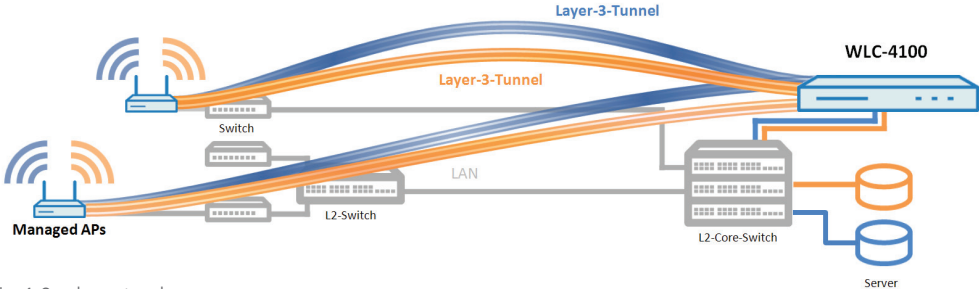 Layer-3-Tunnel
WLC-4100
Layer-3-Tunnel
Switch
LAN
L2-Switch
Managed APs
L2-Core-Switch
Server